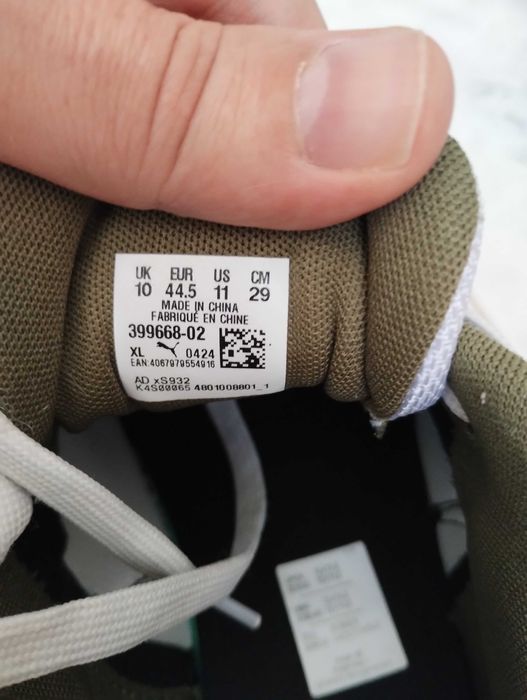 UK EUR US CM
10 44.5 11 29
MADE IN CHINA
FABRIQUÉ EN CHINE
399668-02
XL 0424
EAN:4067979554916
AD xS932
K4S00065 4801008801_1